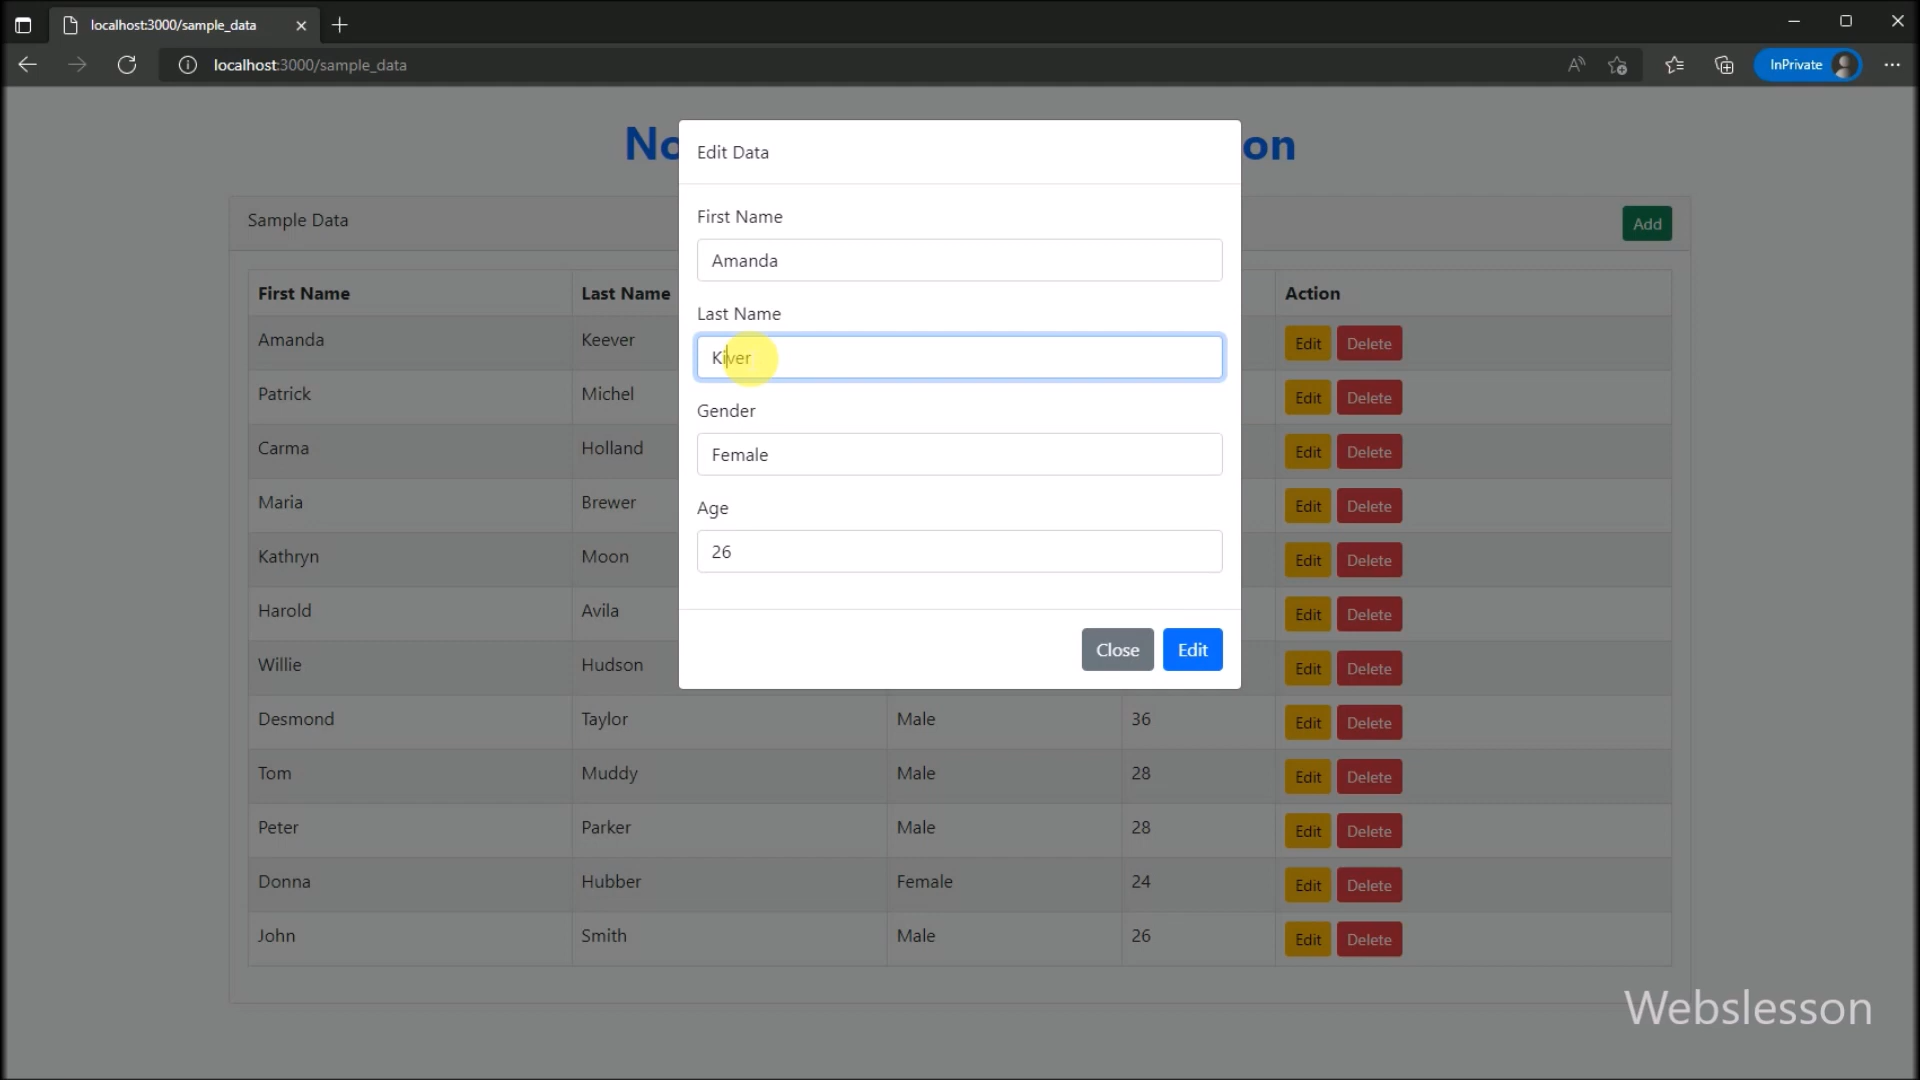 localhost:3000/sample_data
localhost:3000/sample_data
InPrivate
No
on
Edit Data
Sample Data
Add
First Name
Amanda
Last Name
Kiver
Gender
Female
Age
26
Close Edit
First Name Last Name Action
Amanda Keever Edit Delete
Patrick Michel Edit Delete
Carma Holland Edit Delete
Maria Brewer Edit Delete
Kathryn Moon Edit Delete
Harold Avila Edit Delete
Willie Hudson Edit Delete
Desmond Taylor Male 36 Edit Delete
Tom Muddy Male 28 Edit Delete
Peter Parker Male 28 Edit Delete
Donna Hubber Female 24 Edit Delete
John Smith Male 26 Edit Delete
Webslesson